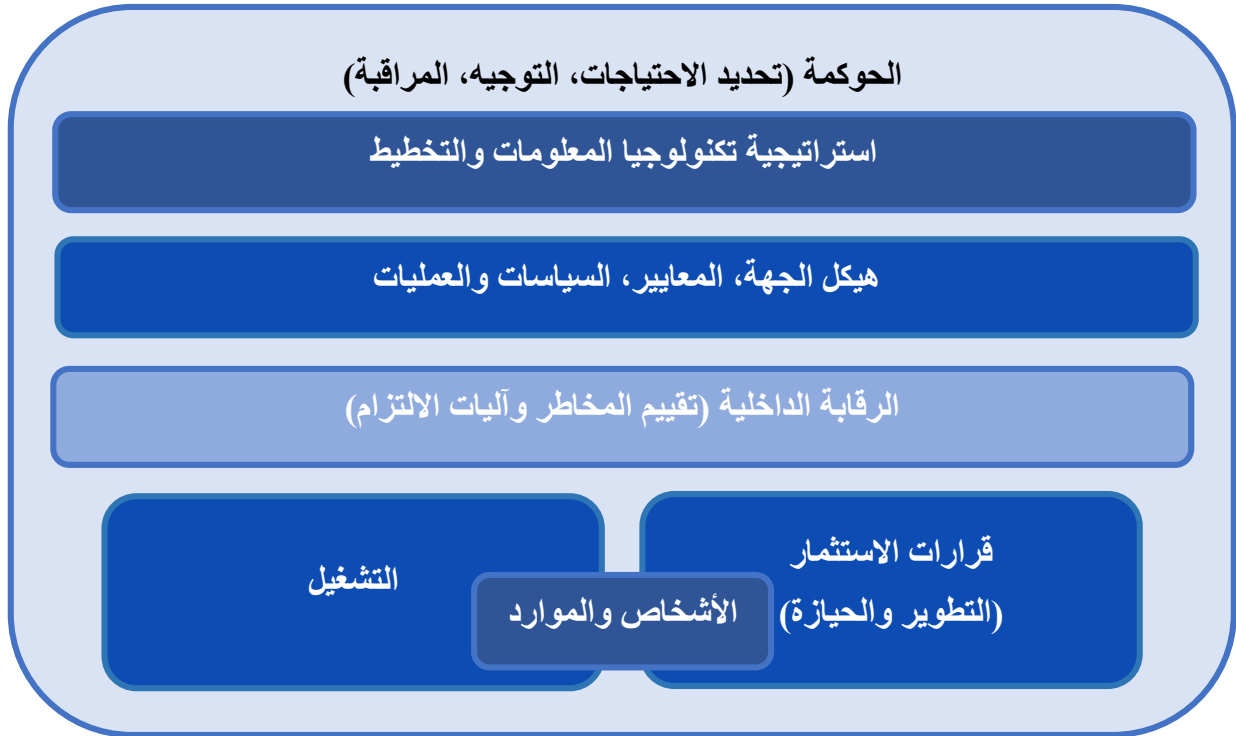 الحوكمة (تحديد الاحتياجات، التوجيه، المراقبة)
استراتيجية تكنولوجيا المعلومات والتخطيط
هيكل الجهة، المعايير، السياسات والعمليات
الرقابة الداخلية (تقييم المخاطر وآليات الالتزام)
قرارات الاستثمار
(التطوير والحيازة)
الأشخاص والموارد
التشغيل